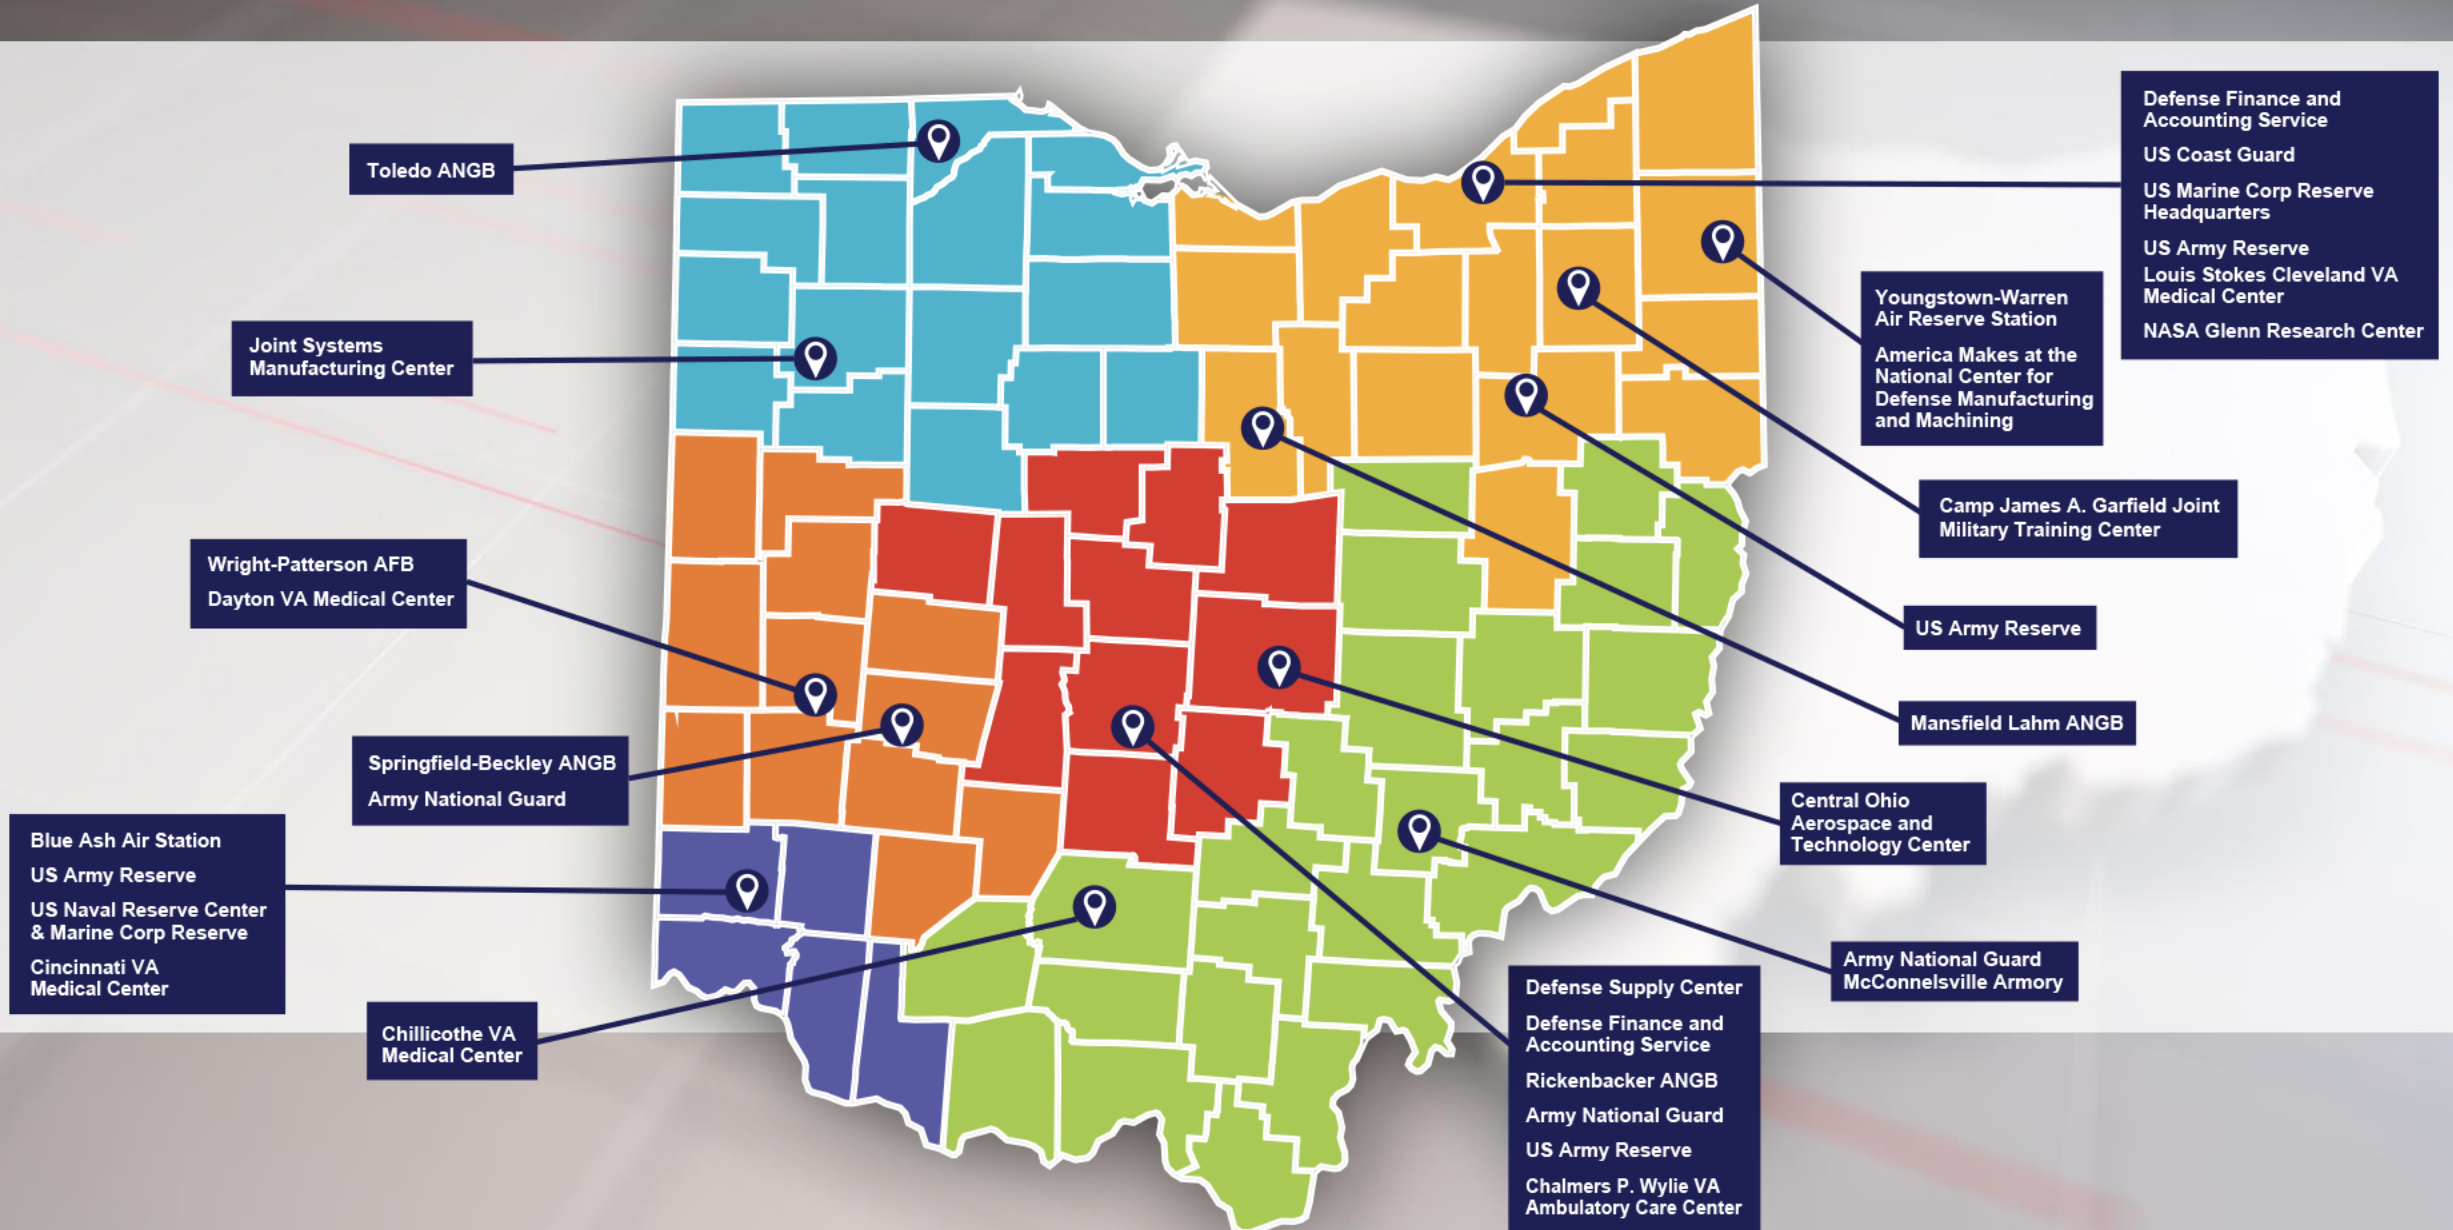 Toledo ANGB
Joint Systems
Manufacturing Center
Wright-Patterson AFB
Dayton VA Medical Center
Springfield-Beckley ANGB
Army National Guard
Blue Ash Air Station
US Army Reserve
US Naval Reserve Center
& Marine Corp Reserve
Cincinnati VA
Medical Center
Chillicothe VA
Medical Center
Defense Finance and
Accounting Service
US Coast Guard
US Marine Corp Reserve
Headquarters
US Army Reserve
Louis Stokes Cleveland VA
Medical Center
NASA Glenn Research Center
Youngstown-Warren
Air Reserve Station
America Makes at the
National Center for
Defense Manufacturing
and Machining
Camp James A. Garfield Joint
Military Training Center
US Army Reserve
Mansfield Lahm ANGB
Central Ohio
Aerospace and
Technology Center
Army National Guard
McConnelsville Armory
Defense Supply Center
Defense Finance and
Accounting Service
Rickenbacker ANGB
Army National Guard
US Army Reserve
Chalmers P. Wylie VA
Ambulatory Care Center